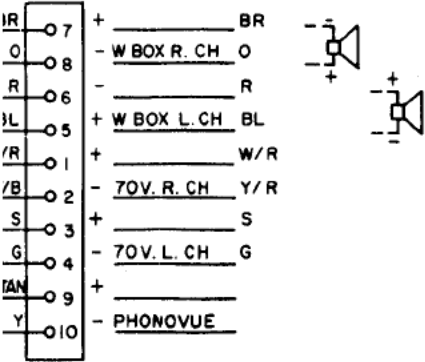 BR 7 + BR
O 8 - W BOX R. CH O
R 6 - R
BL 5 + W BOX L. CH BL
/R 1 + W/R
/B 2 - 70V. R. CH Y/R
S 3 + S
G 4 - 70V. L. CH G
TAN 9 +
Y 10 - PHONOVUE
- +
+ -